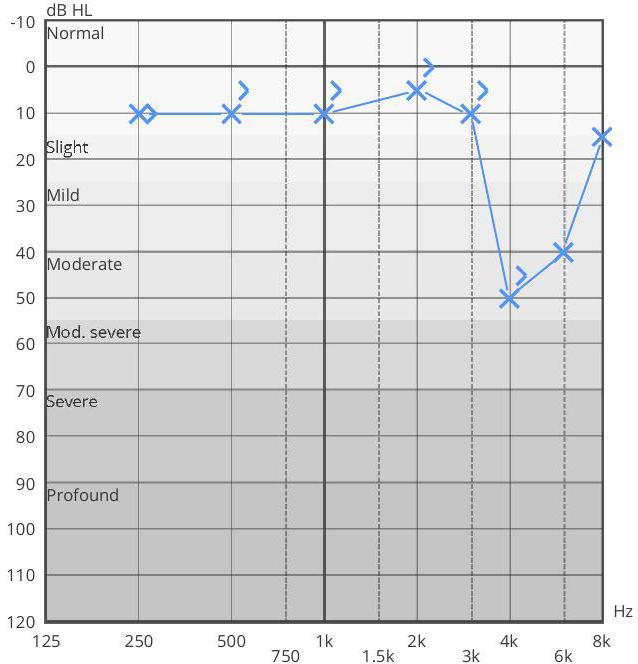 dB HL
-10
Normal
0
10
Slight
20
Mild
30
40
Moderate
50
Mod. severe
60
70
Severe
80
90
Profound
100
110
120
Hz
125 250 500 1k 2k 4k 8k
750 1.5k 3k 6k